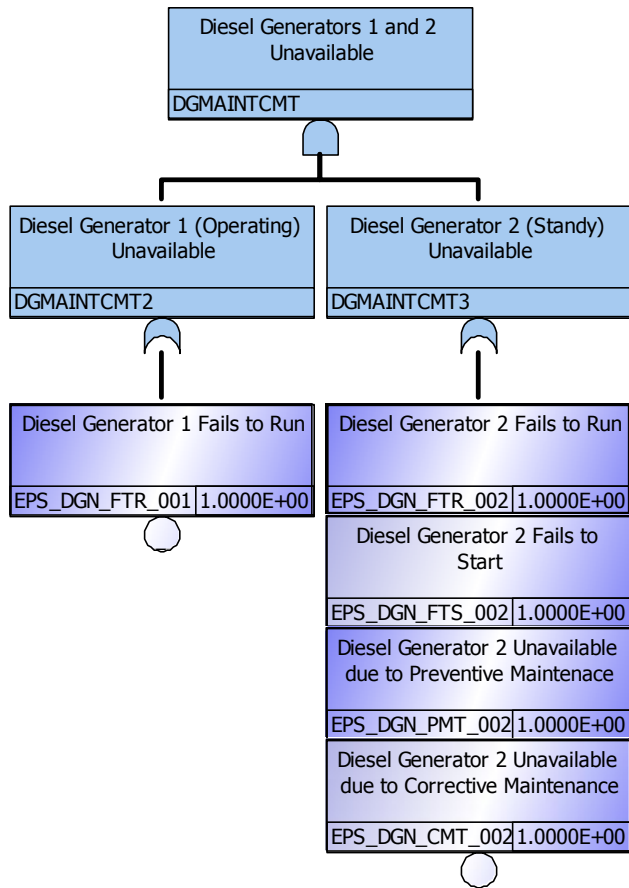 Diesel Generators 1 and 2
Unavailable
DGMAINTCMT
Diesel Generator 1 (Operating)
Unavailable
DGMAINTCMT2
Diesel Generator 2 (Standy)
Unavailable
DGMAINTCMT3
Diesel Generator 1 Fails to Run
EPS_DGN_FTR_001 1.0000E+00
Diesel Generator 2 Fails to Run
EPS_DGN_FTR_002 1.0000E+00
Diesel Generator 2 Fails to
Start
EPS_DGN_FTS_002 1.0000E+00
Diesel Generator 2 Unavailable
due to Preventive Maintenace
EPS_DGN_PMT_002 1.0000E+00
Diesel Generator 2 Unavailable
due to Corrective Maintenance
EPS_DGN_CMT_002 1.0000E+00